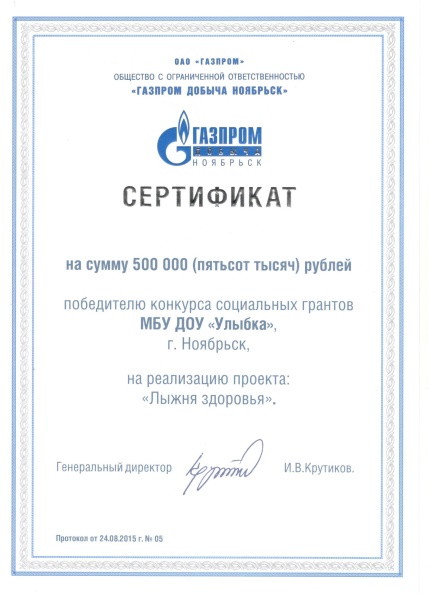 ОАО «ГАЗПРОМ»
ОБЩЕСТВО С ОГРАНИЧЕННОЙ ОТВЕТСТВЕННОСТЬЮ
«ГАЗПРОМ ДОБЫЧА НОЯБРЬСК»
ГАЗПРОМ
ДОБЫЧА
НОЯБРЬСК
СЕРТИФИКАТ
на сумму 500 000 (пятьсот тысяч) рублей
победителю конкурса социальных грантов
МБУ ДОУ «Улыбка»,
г. Ноябрьск,
на реализацию проекта:
«Лыжня здоровья».
Генеральный директор И.В.Крутиков.
Протокол от 24.08.2015 г. № 05